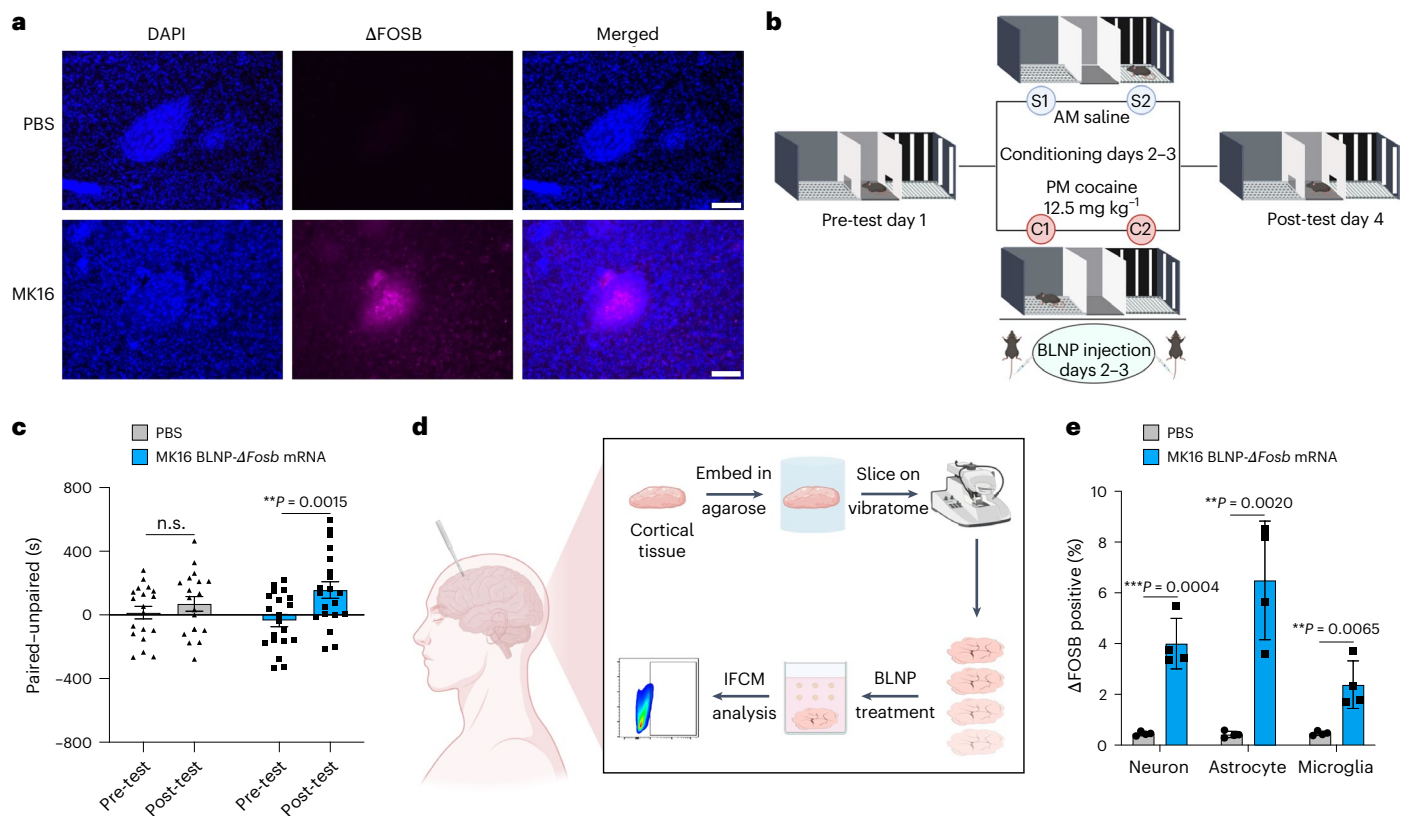 a
DAPI
ΔFOSB
Merged
PBS
MK16
b
S1
S2
AM saline
Conditioning days 2–3
PM cocaine
12.5 mg kg⁻¹
C1
C2
Pre-test day 1
Post-test day 4
BLNP injection
days 2–3
c
PBS
MK16 BLNP-ΔFosb mRNA
Paired–unpaired (s)
800
400
0
–400
–800
n.s.
**P = 0.0015
Pre-test
Post-test
Pre-test
Post-test
d
Cortical
tissue
Embed in
agarose
Slice on
vibratome
BLNP
treatment
IFCM
analysis
e
PBS
MK16 BLNP-ΔFosb mRNA
ΔFOSB positive (%)
10
8
6
4
2
0
***P = 0.0004
**P = 0.0020
**P = 0.0065
Neuron
Astrocyte
Microglia